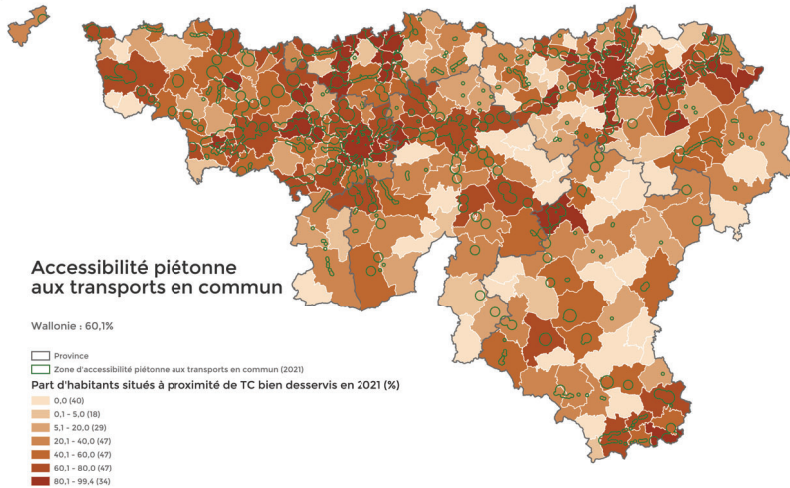 Accessibilité piétonne
aux transports en commun
Wallonie : 60,1%
Province
Zone d'accessibilité piétonne aux transports en commun (2021)
Part d'habitants situés à proximité de TC bien desservis en 2021 (%)
0,0 (40)
0,1 - 5,0 (18)
5,1 - 20,0 (29)
20,1 - 40,0 (47)
40,1 - 60,0 (47)
60,1 - 80,0 (47)
80,1 - 99,4 (34)